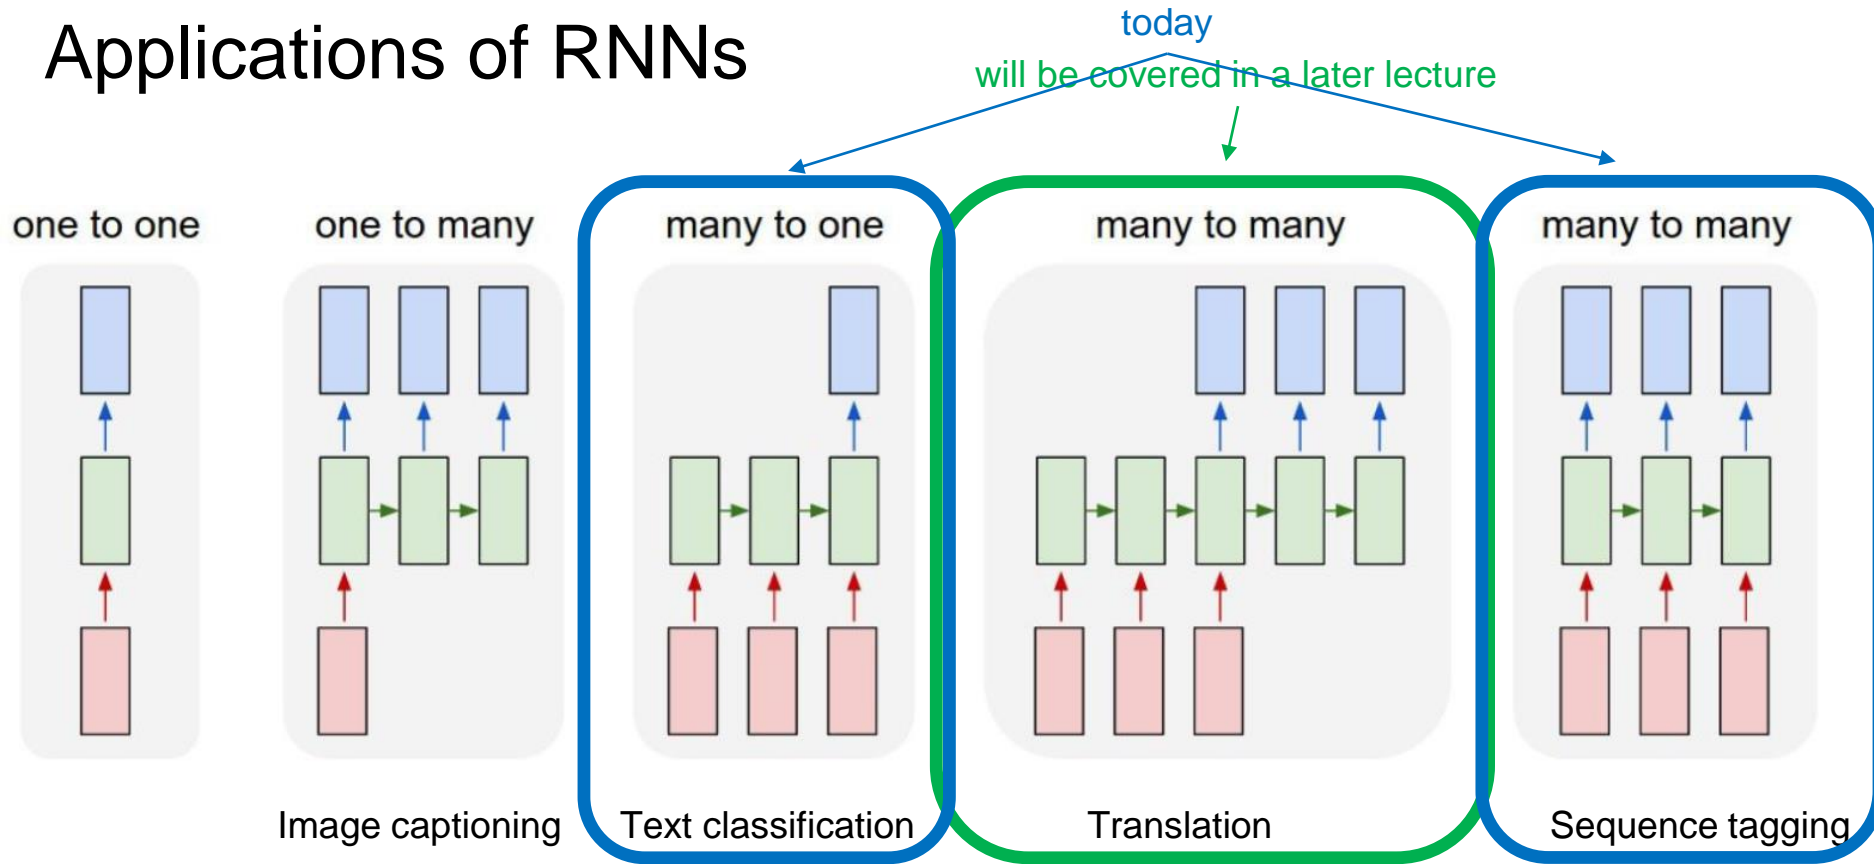 Applications of RNNs
today
will be covered in a later lecture
one to one
one to many
many to one
many to many
many to many
Image captioning
Text classification
Translation
Sequence tagging